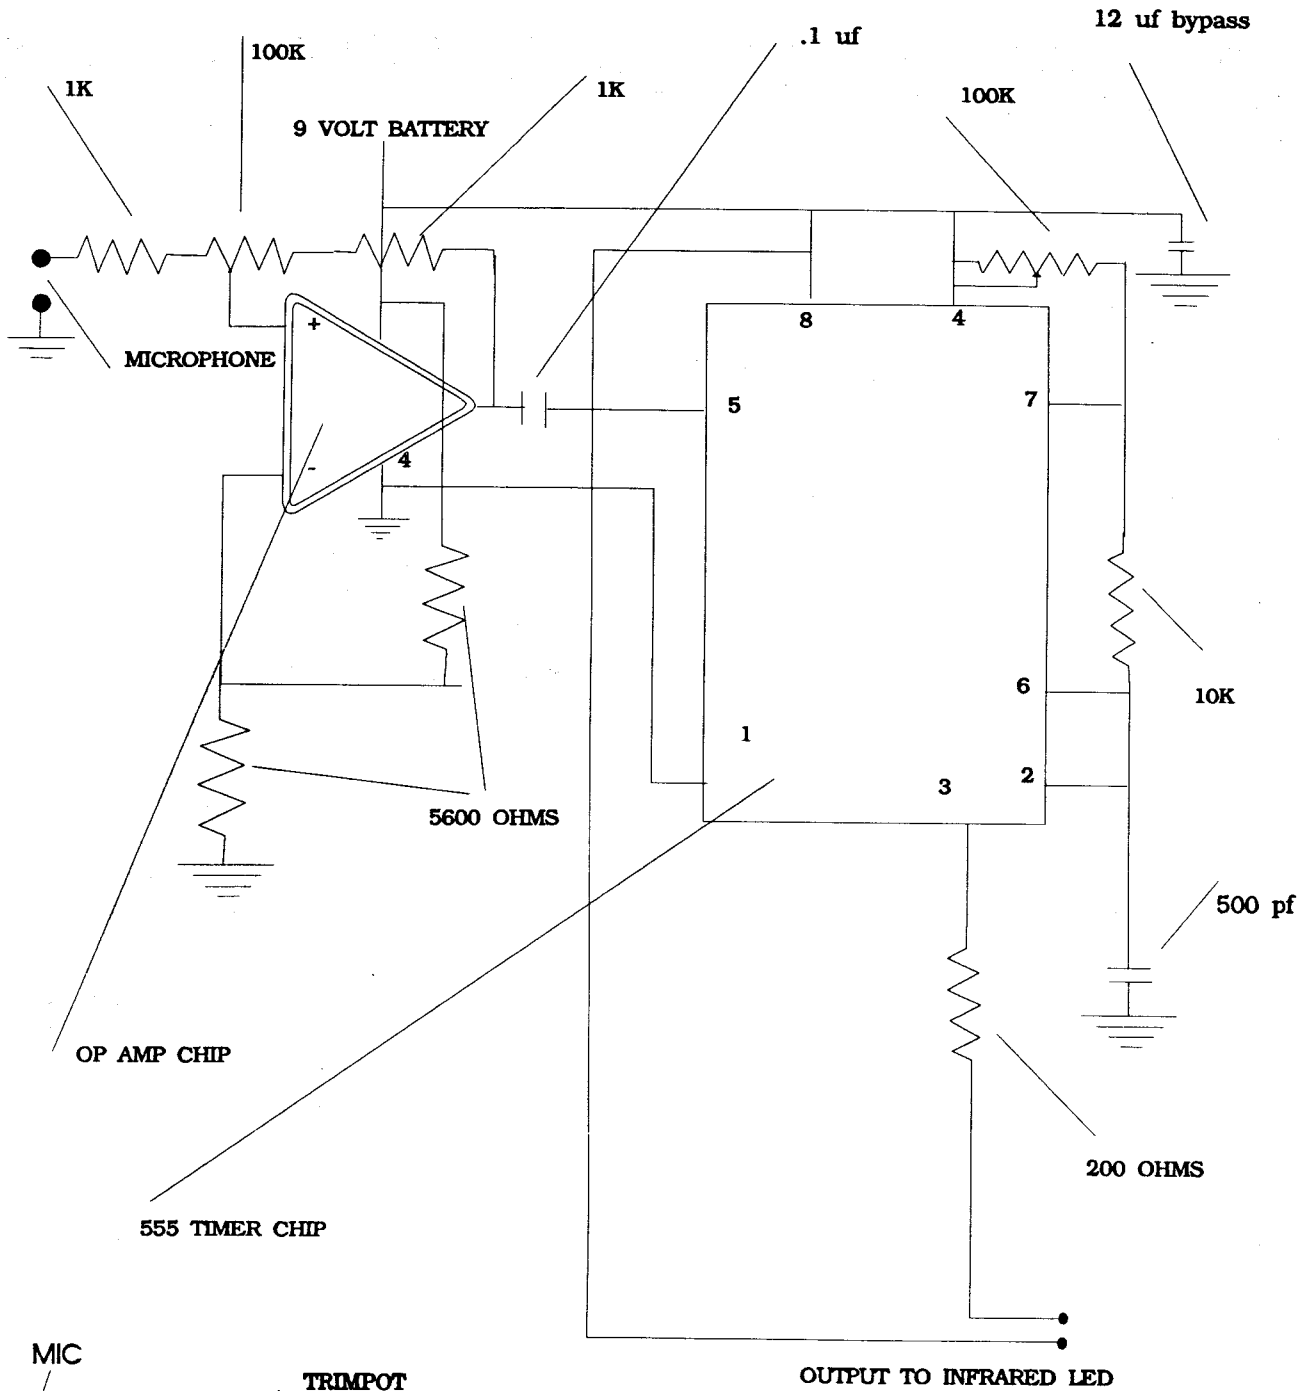 12 uf bypass
.1 uf
100K
1K
1K
100K
9 VOLT BATTERY
+
8
4
MICROPHONE
5
7
4
-
6
10K
1
2
3
5600 OHMS
500 pf
OP AMP CHIP
200 OHMS
555 TIMER CHIP
MIC
TRIMPOT
OUTPUT TO INFRARED LED